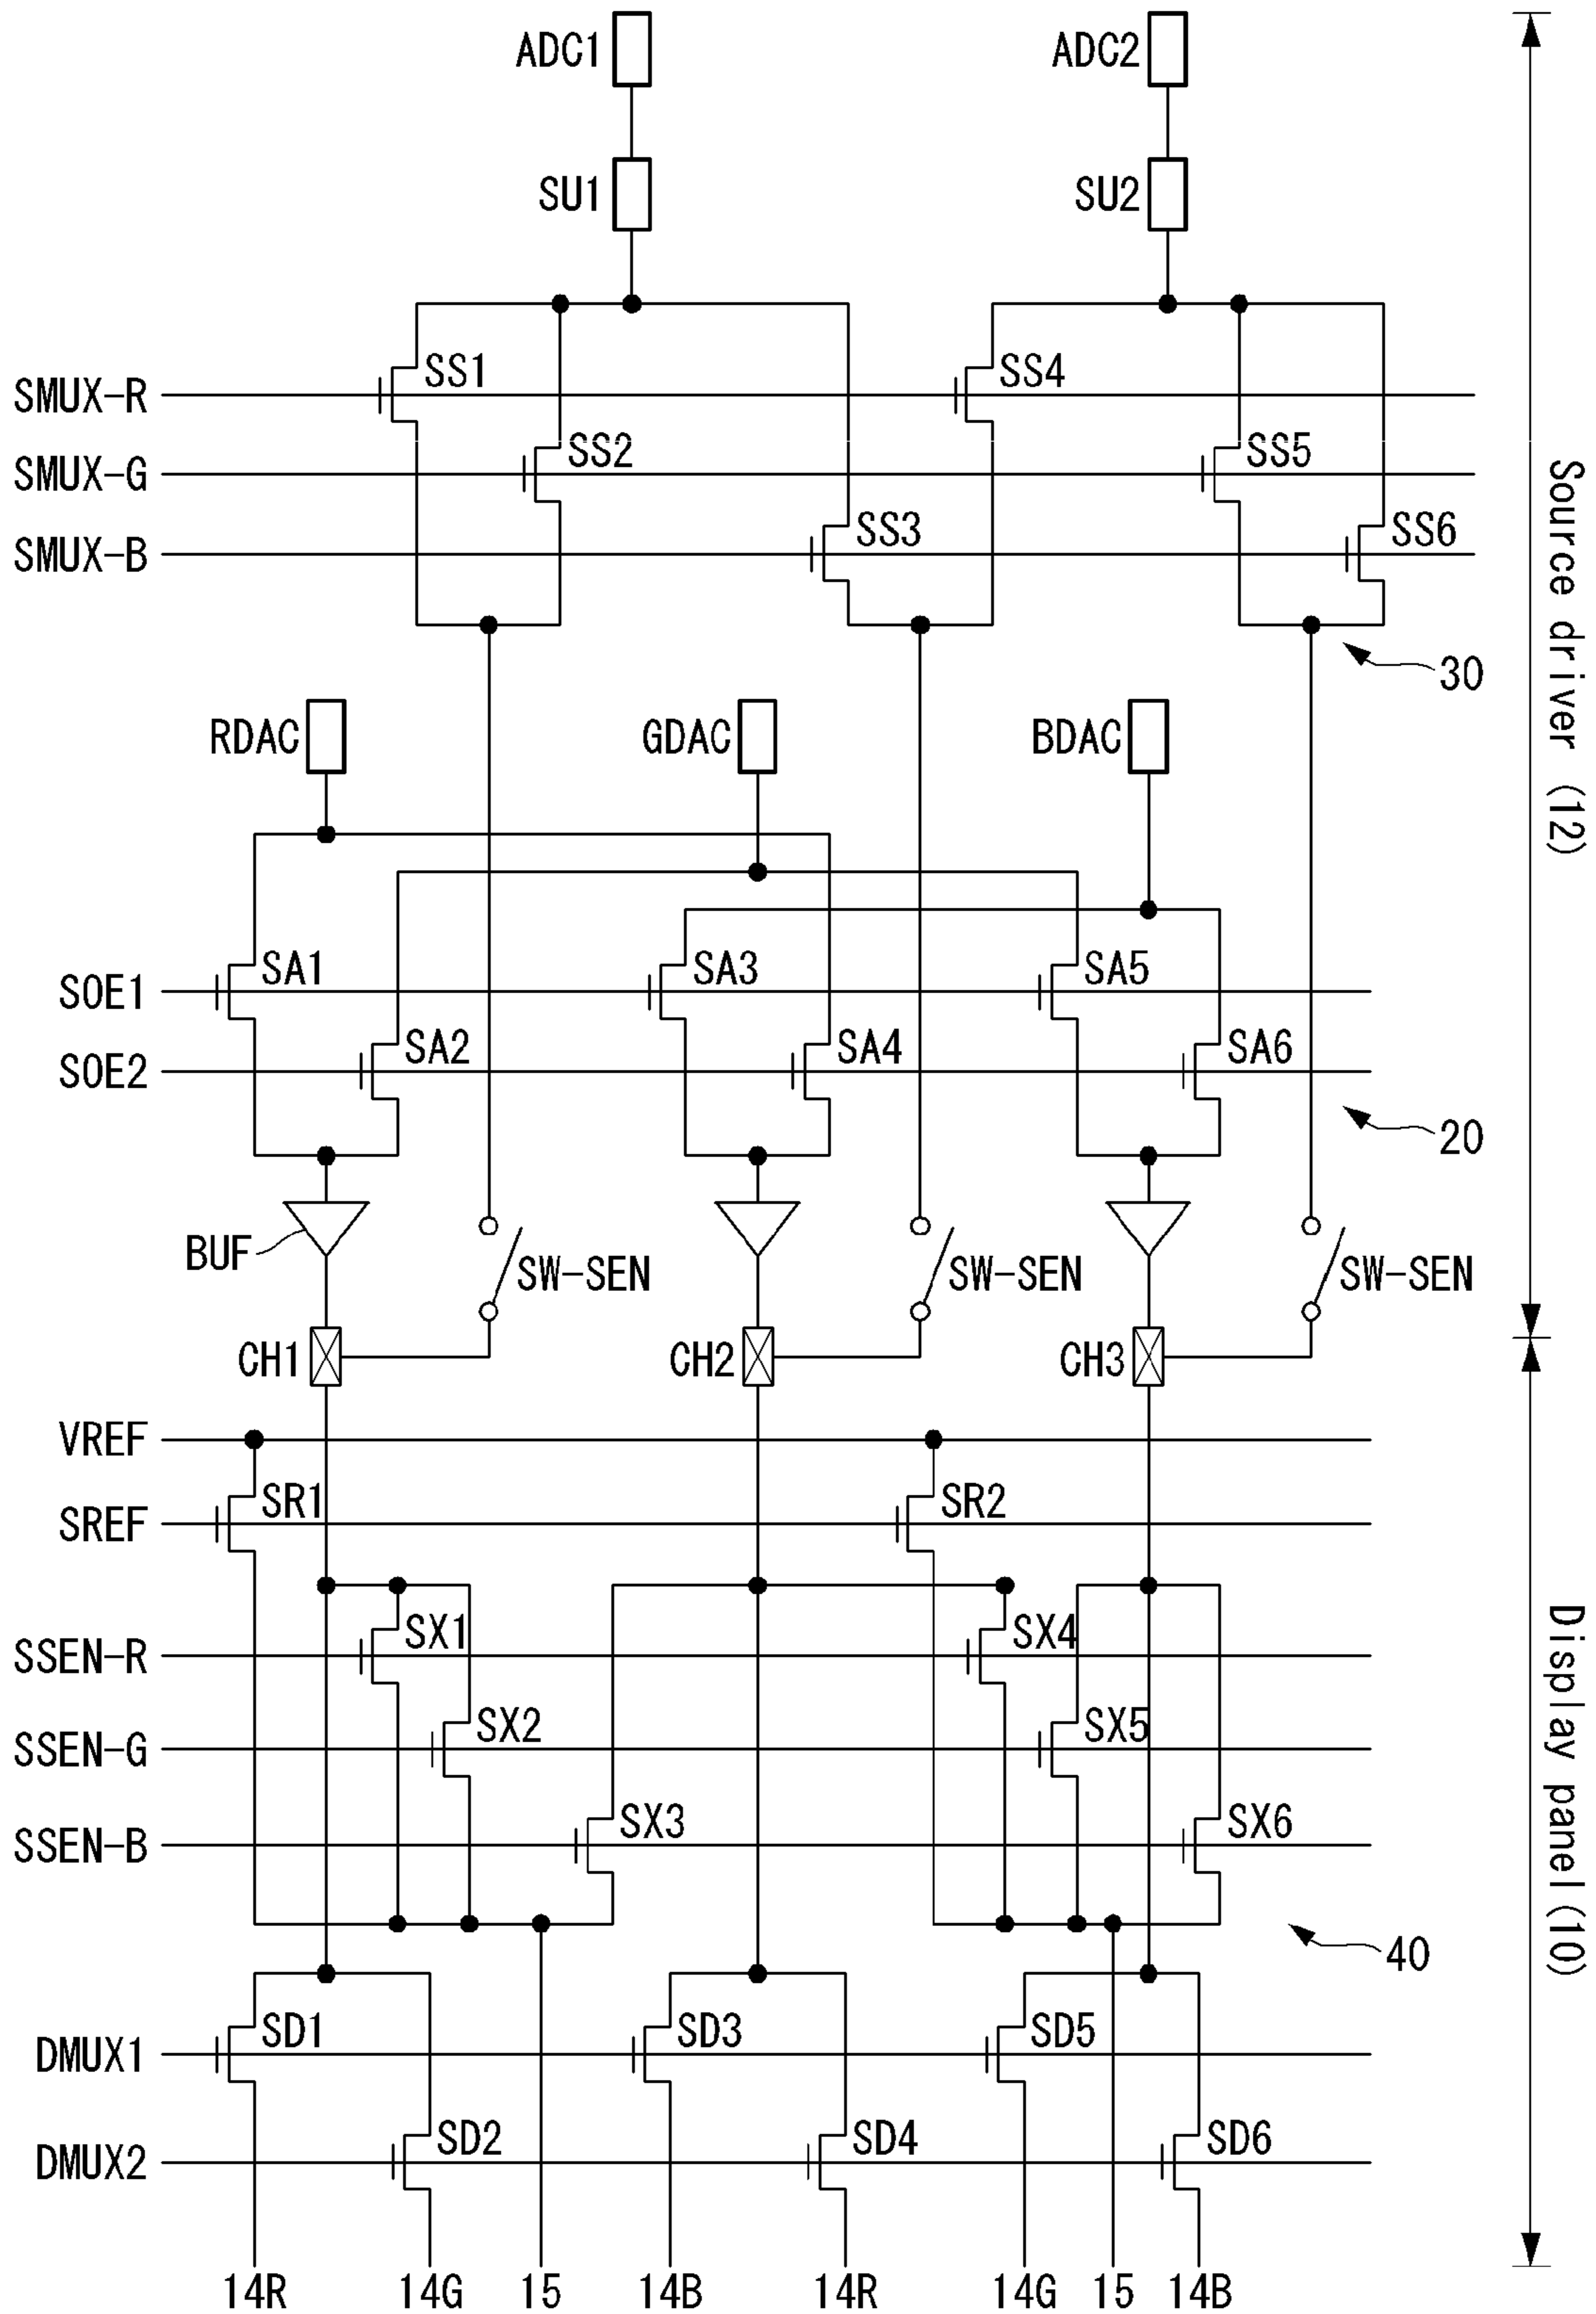 ADC1 ADC2
SU1 SU2
SS1 SS4
SMUX-R
SS2 SS5
SMUX-G
SS3 SS6
SMUX-B
30
RDAC GDAC BDAC
SA1 SA3 SA5
SOE1
SA2 SA4 SA6
SOE2
20
BUF SW-SEN SW-SEN SW-SEN
CH1 CH2 CH3
VREF
SR1 SR2
SREF
SX1 SX4
SSEN-R
SX2 SX5
SSEN-G
SX3 SX6
SSEN-B
40
SD1 SD3 SD5
DMUX1
SD2 SD4 SD6
DMUX2
14R 14G 15 14B 14R 14G 15 14B
Source driver (12)
Display panel(10)